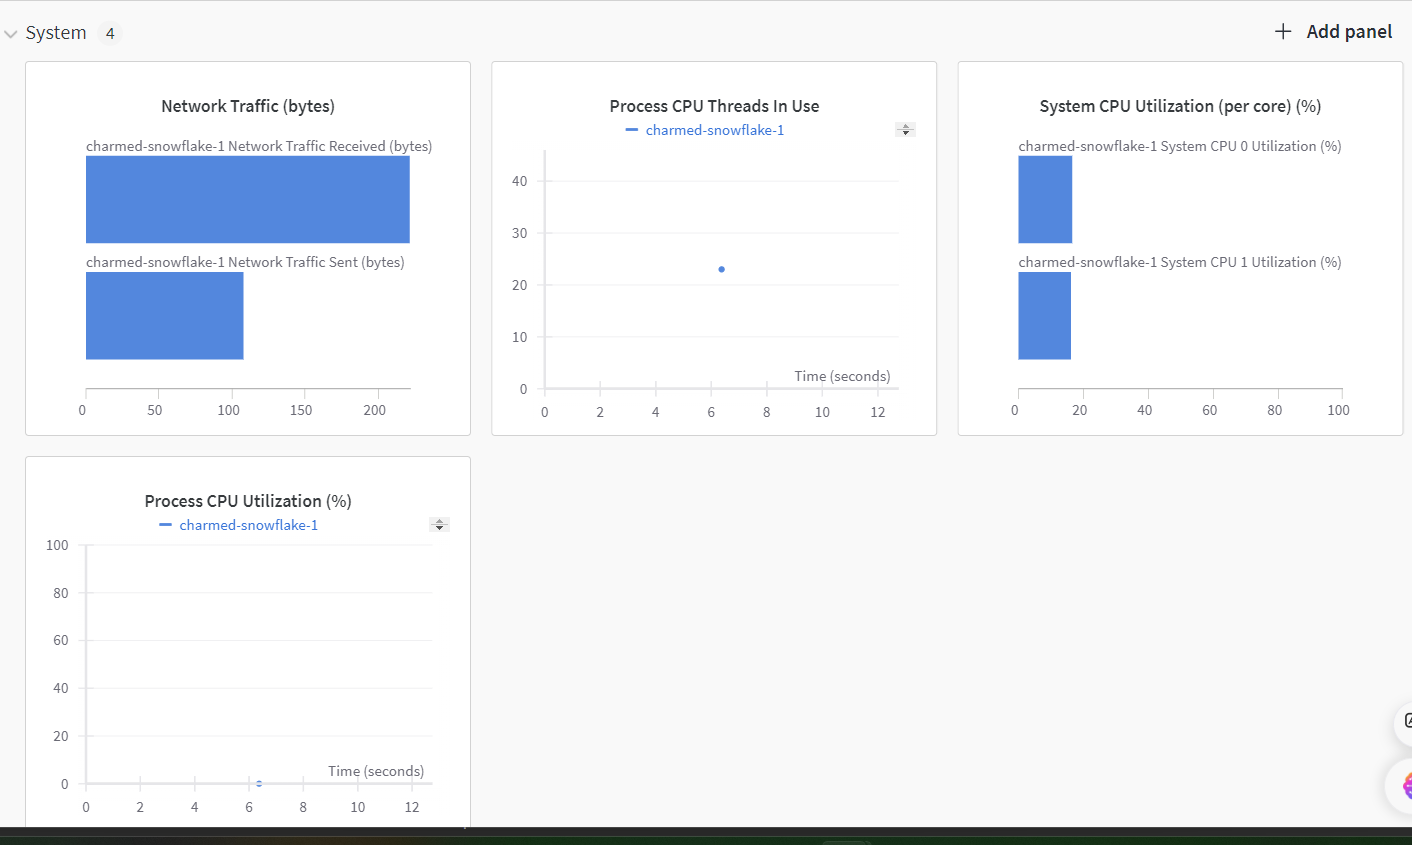 System 4
+ Add panel
Network Traffic (bytes)
charmed-snowflake-1 Network Traffic Received (bytes)
charmed-snowflake-1 Network Traffic Sent (bytes)
0 50 100 150 200
Process CPU Threads In Use
charmed-snowflake-1
40
30
20
10
0
Time (seconds)
0 2 4 6 8 10 12
System CPU Utilization (per core) (%)
charmed-snowflake-1 System CPU 0 Utilization (%)
charmed-snowflake-1 System CPU 1 Utilization (%)
0 20 40 60 80 100
Process CPU Utilization (%)
charmed-snowflake-1
100
80
60
40
20
0
Time (seconds)
0 2 4 6 8 10 12